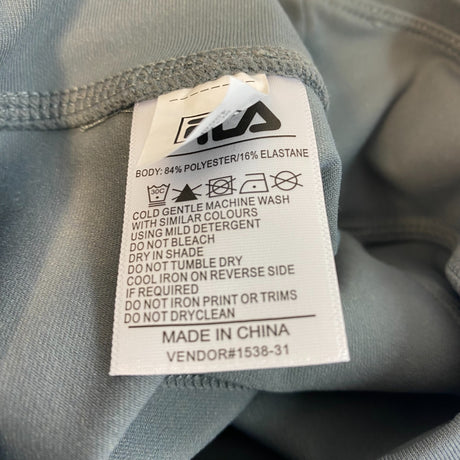 FILA
BODY: 84% POLYESTER/16% ELASTANE
30C
COLD GENTLE MACHINE WASH
WITH SIMILAR COLOURS
USING MILD DETERGENT
DO NOT BLEACH
DRY IN SHADE
DO NOT TUMBLE DRY
COOL IRON ON REVERSE SIDE
IF REQUIRED
DO NOT IRON PRINT OR TRIMS
DO NOT DRYCLEAN
MADE IN CHINA
VENDOR#1538-31